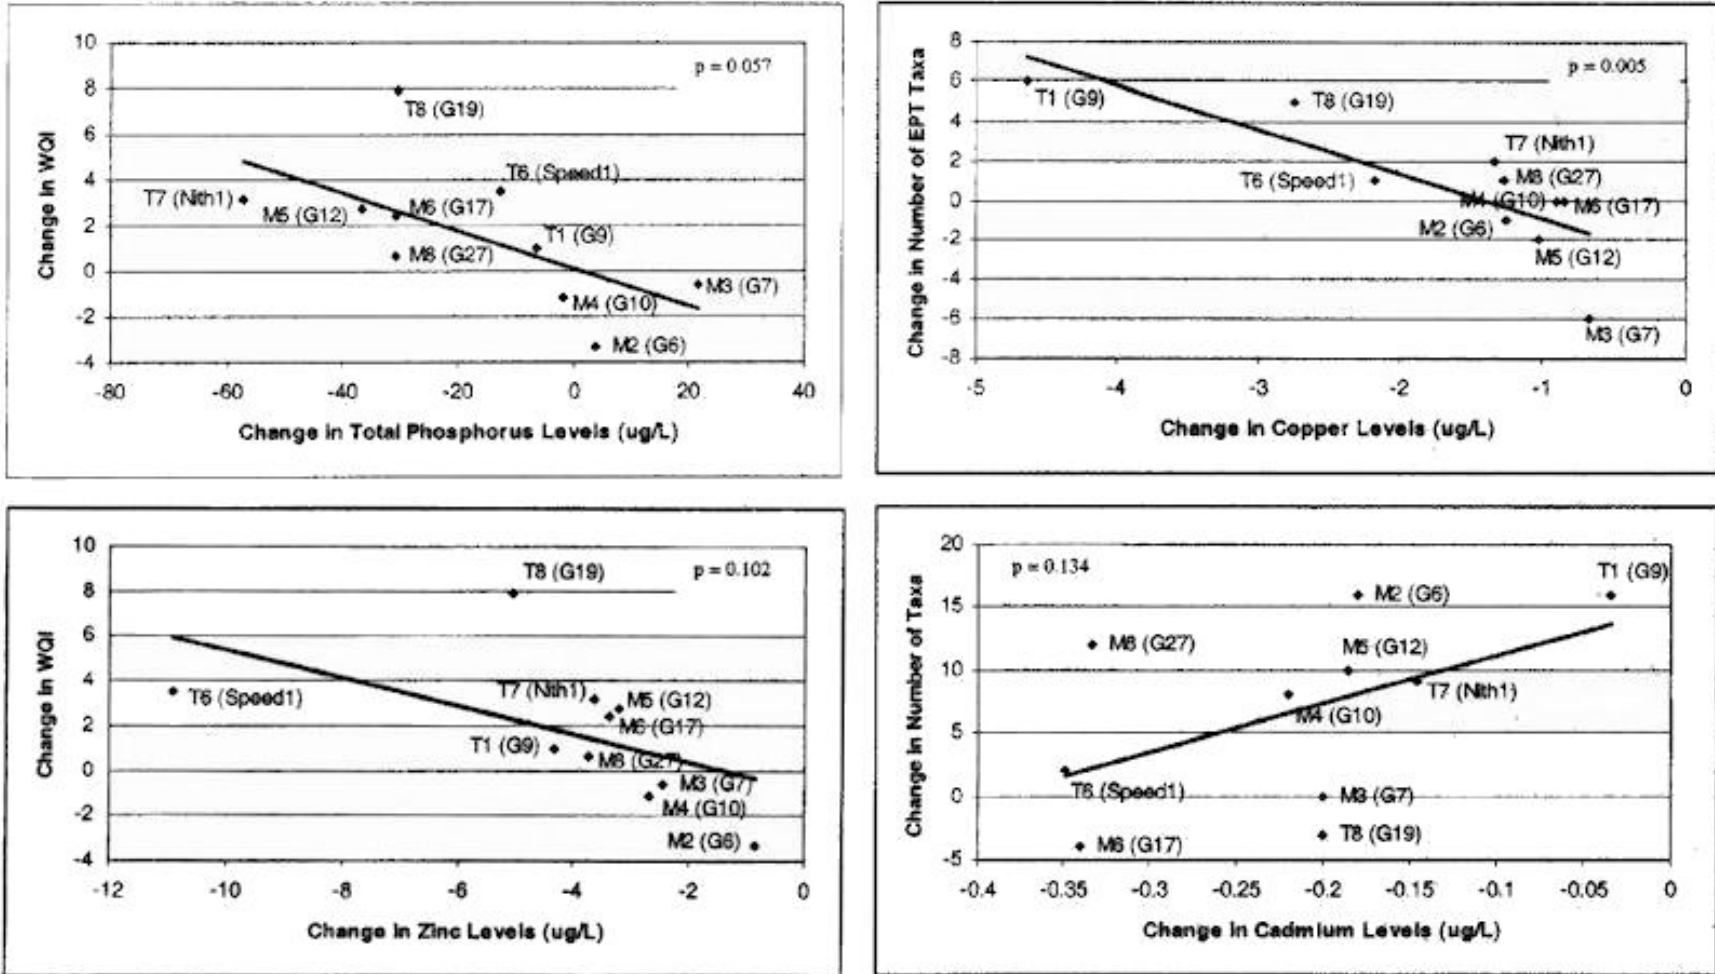 10
8
6
4
2
0
-2
-4
Change in WQI
p = 0.057
T8 (G19)
T6 (Speed1)
T7 (Nith1)
M5 (G12)
M6 (G17)
T1 (G9)
M8 (G27)
M3 (G7)
M4 (G10)
M2 (G6)
-80 -60 -40 -20 0 20 40
Change in Total Phosphorus Levels (ug/L)
8
6
4
2
0
-2
-4
-6
-8
Change in Number of EPT Taxa
p = 0.005
T1 (G9)
T8 (G19)
T7 (Nith1)
T6 (Speed1)
M8 (G27)
M4 (G10)
M6 (G17)
M2 (G6)
M5 (G12)
M3 (G7)
-5 -4 -3 -2 -1 0
Change in Copper Levels (ug/L)
10
8
6
4
2
0
-2
-4
Change in WQI
T8 (G19)
p = 0.102
T6 (Speed1)
T7 (Nith1)
M5 (G12)
M6 (G17)
T1 (G9)
M8 (G27)
M3 (G7)
M4 (G10)
M2 (G6)
-12 -10 -8 -6 -4 -2 0
Change in Zinc Levels (ug/L)
20
15
10
5
0
-5
Change in Number of Taxa
p = 0.134
T1 (G9)
M2 (G6)
M8 (G27)
M5 (G12)
T7 (Nith1)
M4 (G10)
T6 (Speed1)
M3 (G7)
T8 (G19)
M6 (G17)
-0.4 -0.35 -0.3 -0.25 -0.2 -0.15 -0.1 -0.05 0
Change in Cadmium Levels (ug/L)